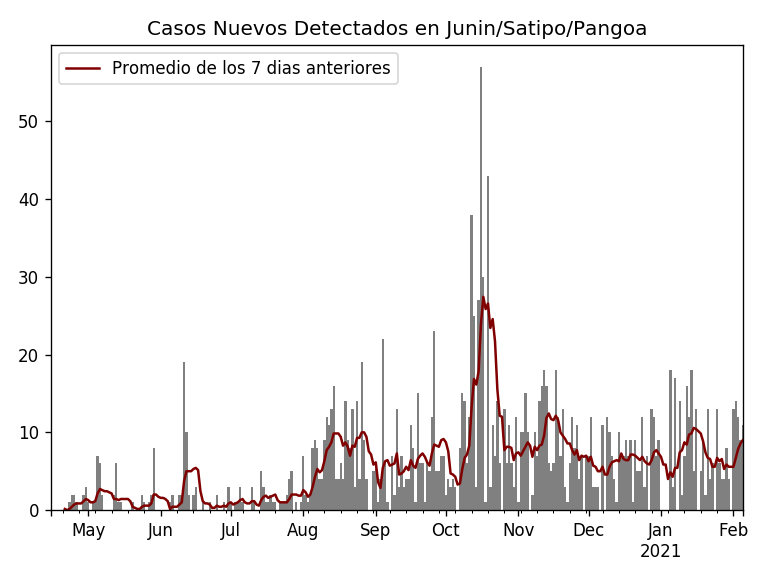 Casos Nuevos Detectados en Junin/Satipo/Pangoa
Promedio de los 7 dias anteriores
50
40
30
20
10
0
May Jun Jul Aug Sep Oct Nov Dec Jan Feb
2021